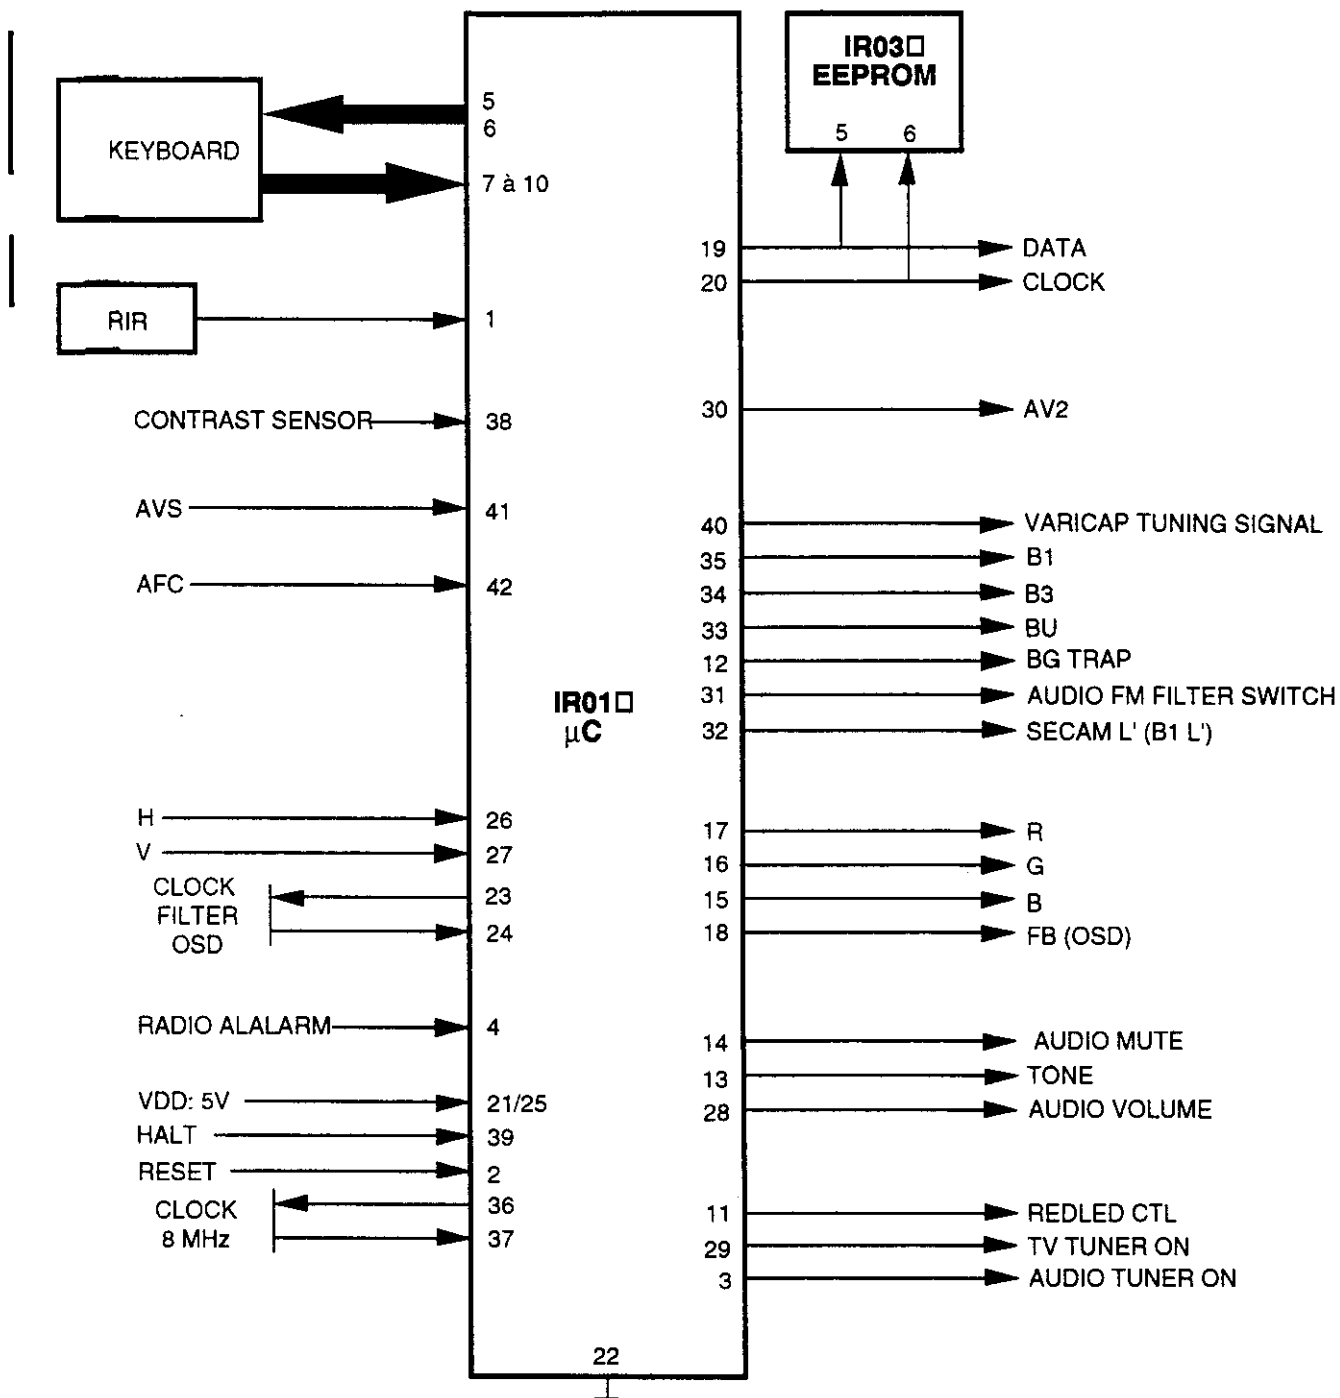 IR03□
EEPROM
5 6
KEYBOARD
5
6
7 à 10
RIR
1
CONTRAST SENSOR
38
AVS
41
AFC
42
IR01□
µC
H
26
V
27
CLOCK
FILTER
OSD
23
24
RADIO ALALARM
4
VDD: 5V
21/25
HALT
39
RESET
2
CLOCK
8 MHz
36
37
22
19 DATA
20 CLOCK
30 AV2
40 VARICAP TUNING SIGNAL
35 B1
34 B3
33 BU
12 BG TRAP
31 AUDIO FM FILTER SWITCH
32 SECAM L' (B1 L')
17 R
16 G
15 B
18 FB (OSD)
14 AUDIO MUTE
13 TONE
28 AUDIO VOLUME
11 REDLED CTL
29 TV TUNER ON
3 AUDIO TUNER ON